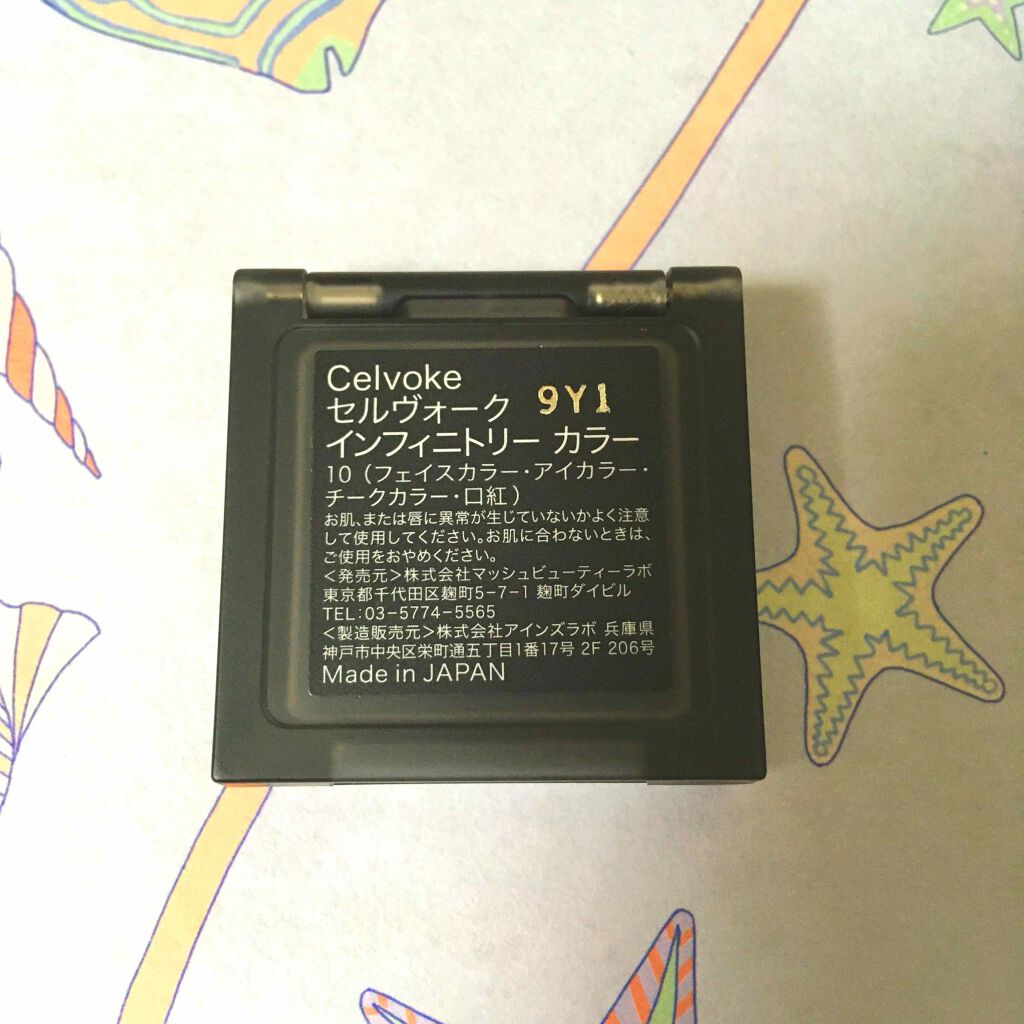 Celvoke
セルヴォーク 9Y1
インフィニトリー カラー
10（フェイスカラー・アイカラー・
チークカラー・口紅）
お肌、または唇に異常が生じていないかよく注意
して使用してください。お肌に合わないときは、
ご使用をおやめください。
＜発売元＞株式会社マッシュビューティーラボ
東京都千代田区麹町5-7-1 麹町ダイビル
TEL:03-5774-5565
＜製造販売元＞株式会社アインズラボ 兵庫県
神戸市中央区栄町通五丁目1番17号 2F 206号
Made in JAPAN